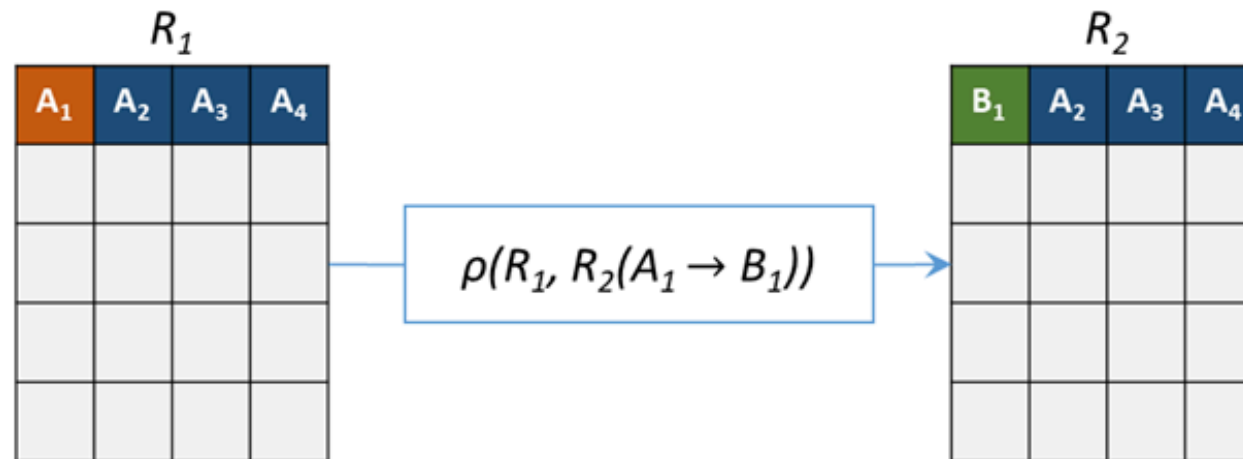 R₁ R₂
A₁ A₂ A₃ A₄ B₁ A₂ A₃ A₄
ρ(R₁, R₂(A₁ → B₁))